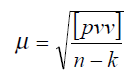 μ = √([pvv] / (n − k))